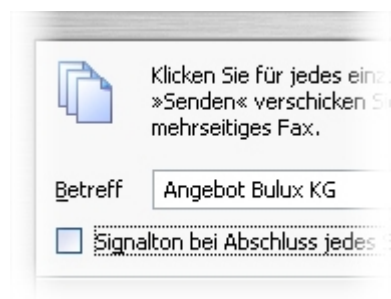 Klicken Sie für jedes einz
»Senden« verschicken S
mehrseitiges Fax.
Betreff Angebot Bulux KG
Signalton bei Abschluss jedes